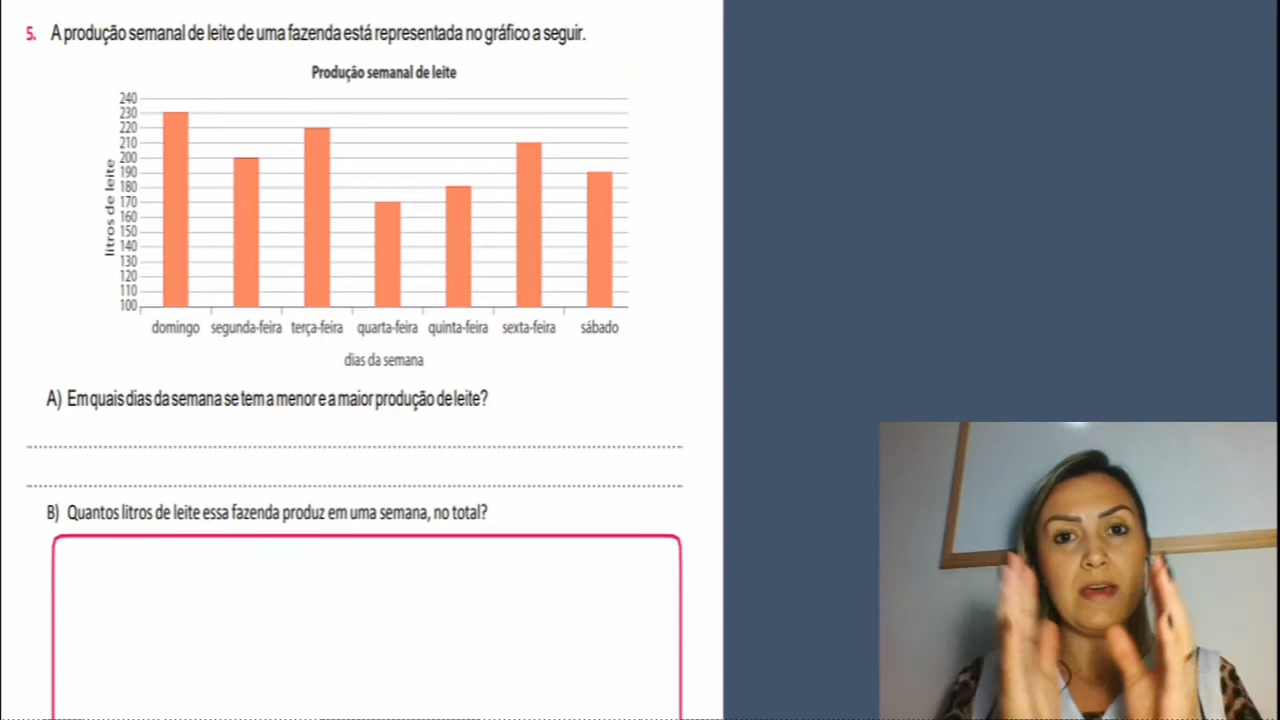 5. A produção semanal de leite de uma fazenda está representada no gráfico a seguir.
Produção semanal de leite
240
230
220
210
200
190
180
170
160
150
140
130
120
110
100
litros de leite
domingo segunda-feira terça-feira quarta-feira quinta-feira sexta-feira sábado
dias da semana
A) Em quais dias da semana se tem a menor e a maior produção de leite?
B) Quantos litros de leite essa fazenda produz em uma semana, no total?